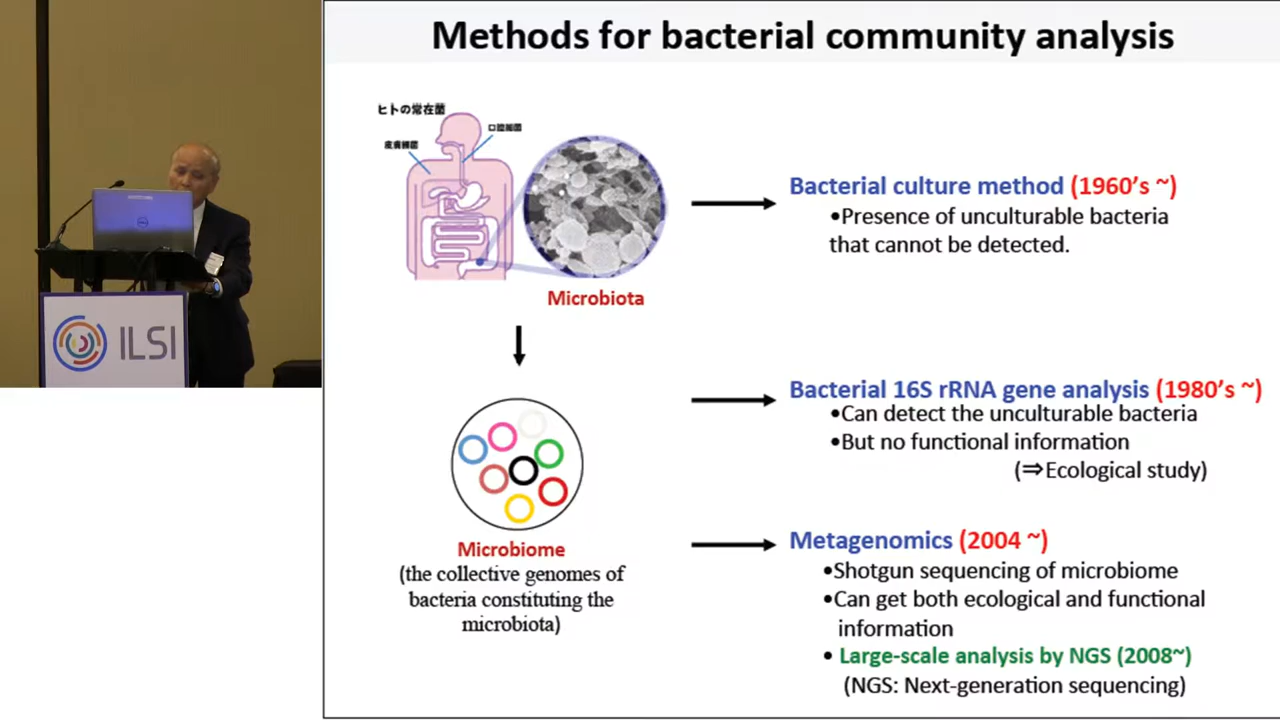 Methods for bacterial community analysis
ヒトの常在菌
口腔細菌
皮膚細菌
Bacterial culture method (1960's ~)
•Presence of unculturable bacteria
that cannot be detected.
Microbiota
ILSI
Bacterial 16S rRNA gene analysis (1980's ~)
•Can detect the unculturable bacteria
•But no functional information
(⇒Ecological study)
Microbiome
(the collective genomes of
bacteria constituting the
microbiota)
Metagenomics (2004 ~)
•Shotgun sequencing of microbiome
•Can get both ecological and functional
information
• Large-scale analysis by NGS (2008~)
(NGS: Next-generation sequencing)